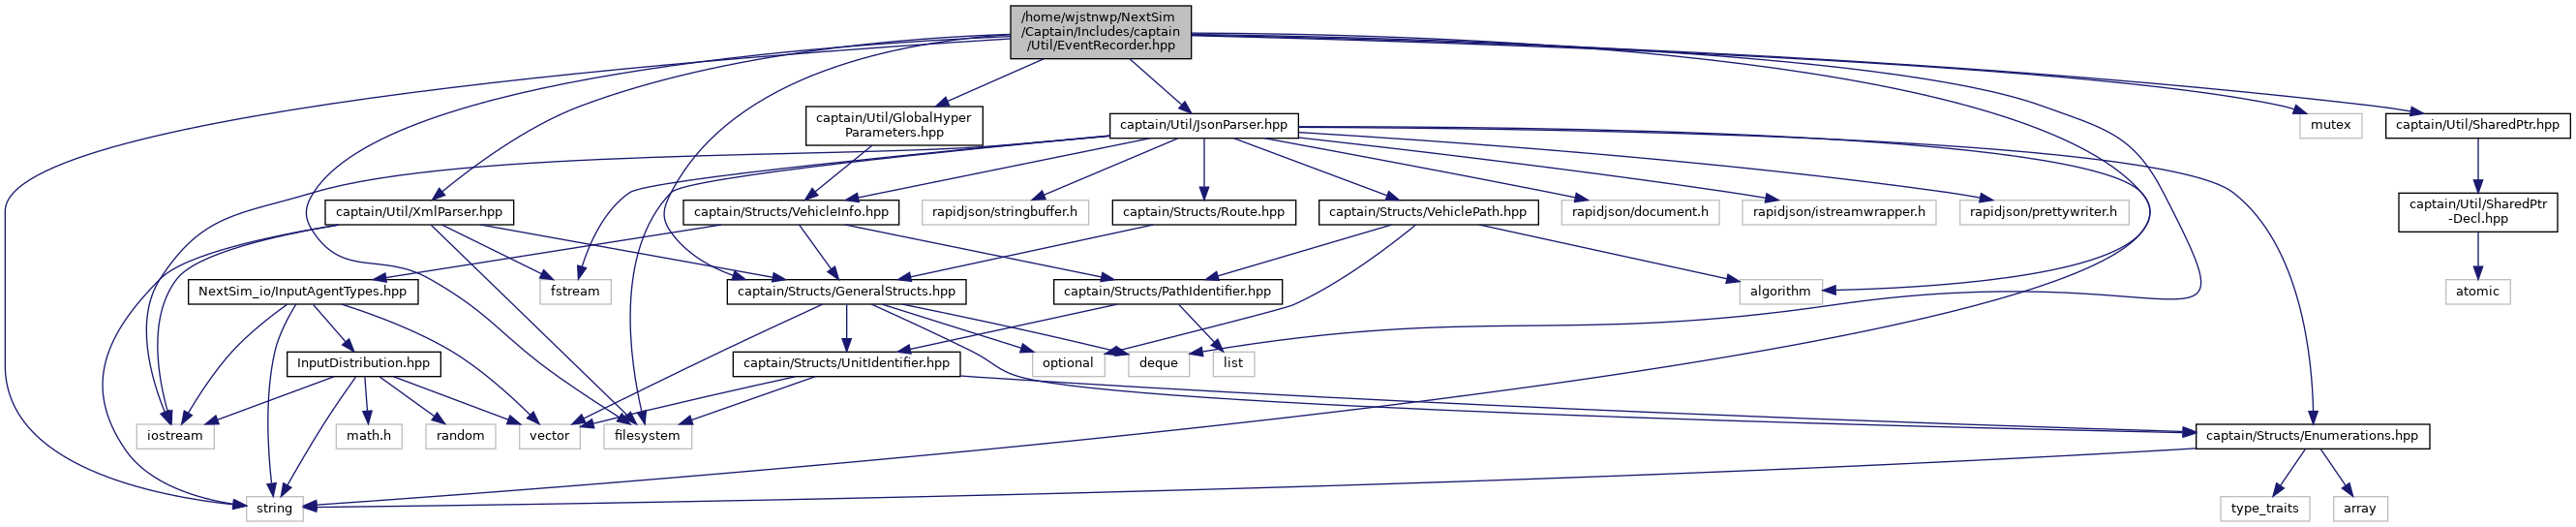 /home/wjstnwp/NextSim
/Captain/Includes/captain
/Util/EventRecorder.hpp
captain/Util/GlobalHyper
Parameters.hpp
captain/Util/JsonParser.hpp
mutex
captain/Util/SharedPtr.hpp
captain/Util/XmlParser.hpp
captain/Structs/VehicleInfo.hpp
rapidjson/stringbuffer.h
captain/Structs/Route.hpp
captain/Structs/VehiclePath.hpp
rapidjson/document.h
rapidjson/istreamwrapper.h
rapidjson/prettywriter.h
captain/Util/SharedPtr
-Decl.hpp
NextSim_io/InputAgentTypes.hpp
fstream
captain/Structs/GeneralStructs.hpp
captain/Structs/PathIdentifier.hpp
algorithm
atomic
InputDistribution.hpp
captain/Structs/UnitIdentifier.hpp
optional
deque
list
iostream
math.h
random
vector
filesystem
captain/Structs/Enumerations.hpp
string
type_traits
array